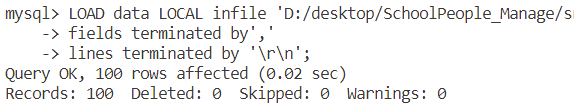 mysql> LOAD data LOCAL infile 'D:/desktop/SchoolPeople_Manage/
-> fields terminated by','
-> lines terminated by '\r\n';
Query OK, 100 rows affected (0.02 sec)
Records: 100 Deleted: 0 Skipped: 0 Warnings: 0